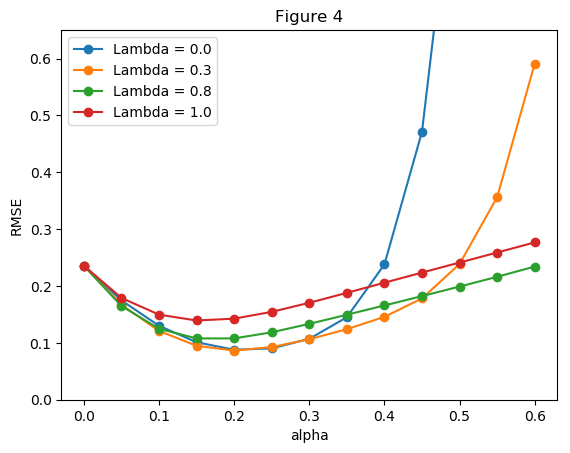 Figure 4
Lambda = 0.0
Lambda = 0.3
Lambda = 0.8
Lambda = 1.0
0.6
0.5
0.4
0.3
0.2
0.1
0.0
RMSE
0.0 0.1 0.2 0.3 0.4 0.5 0.6
alpha